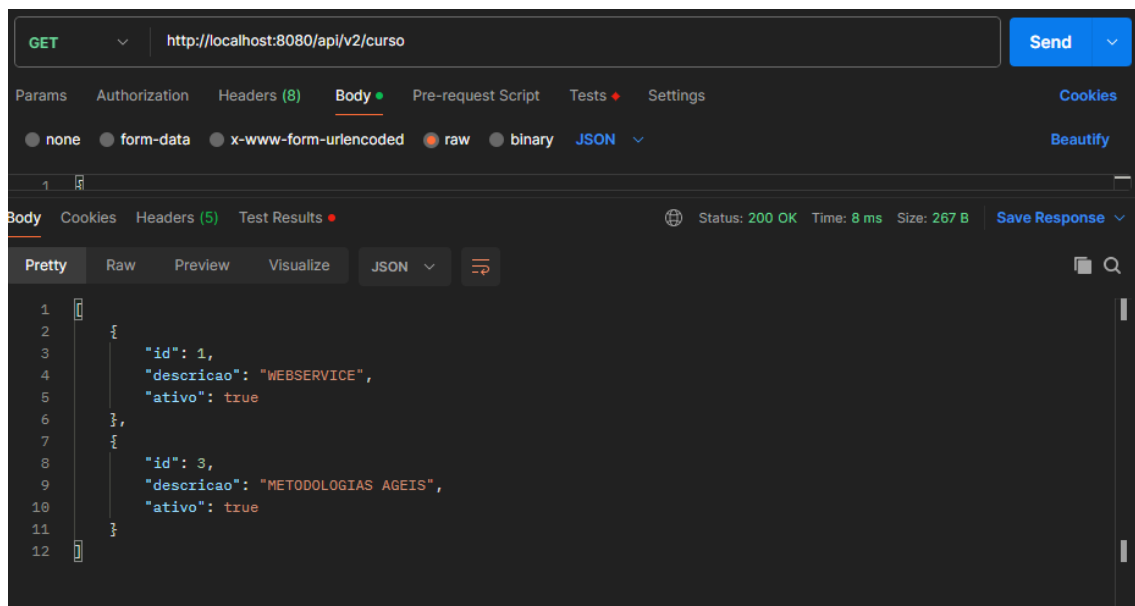 GET http://localhost:8080/api/v2/curso Send
Params Authorization Headers (8) Body Pre-request Script Tests Settings Cookies
none form-data x-www-form-urlencoded raw binary JSON Beautify
1 {
Body Cookies Headers (5) Test Results Status: 200 OK Time: 8 ms Size: 267 B Save Response
Pretty Raw Preview Visualize JSON
1 [
2 {
3 "id": 1,
4 "descricao": "WEBSERVICE",
5 "ativo": true
6 },
7 {
8 "id": 3,
9 "descricao": "METODOLOGIAS AGEIS",
10 "ativo": true
11 }
12 ]